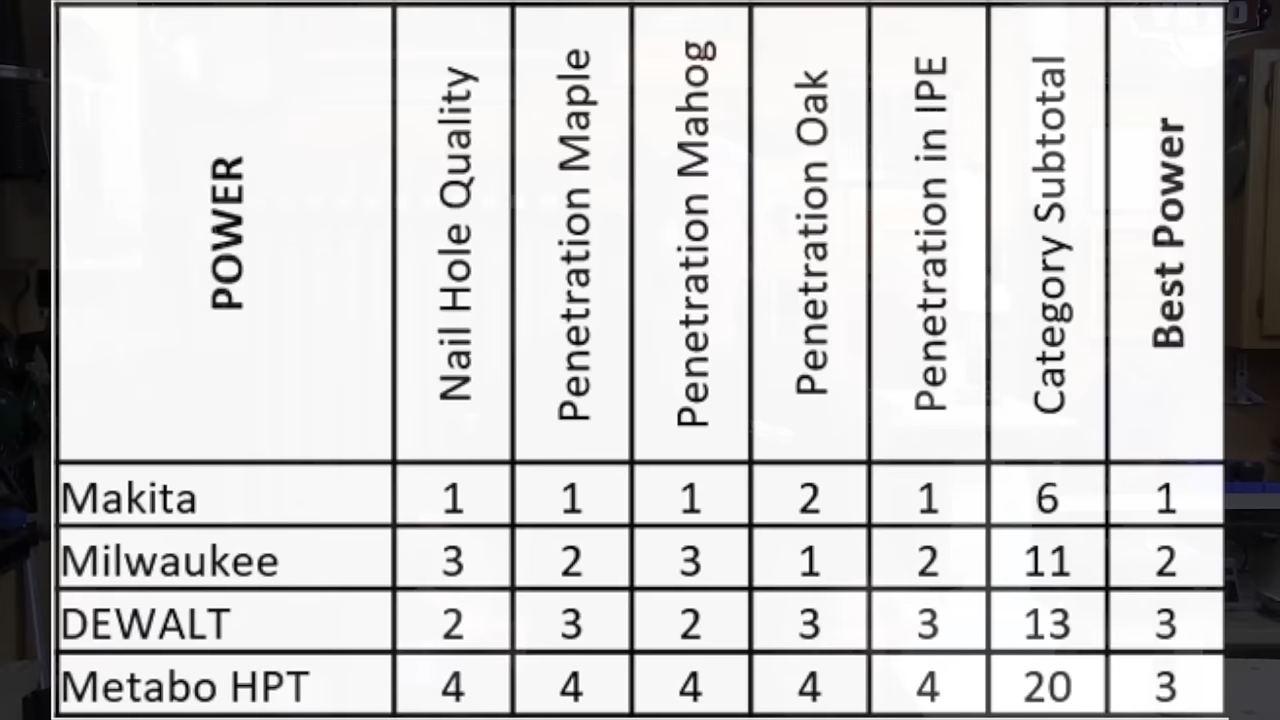 POWER Nail Hole Quality Penetration Maple Penetration Mahog Penetration Oak Penetration in IPE Category Subtotal Best Power
Makita 1 1 1 2 1 6 1
Milwaukee 3 2 3 1 2 11 2
DEWALT 2 3 2 3 3 13 3
Metabo HPT 4 4 4 4 4 20 3